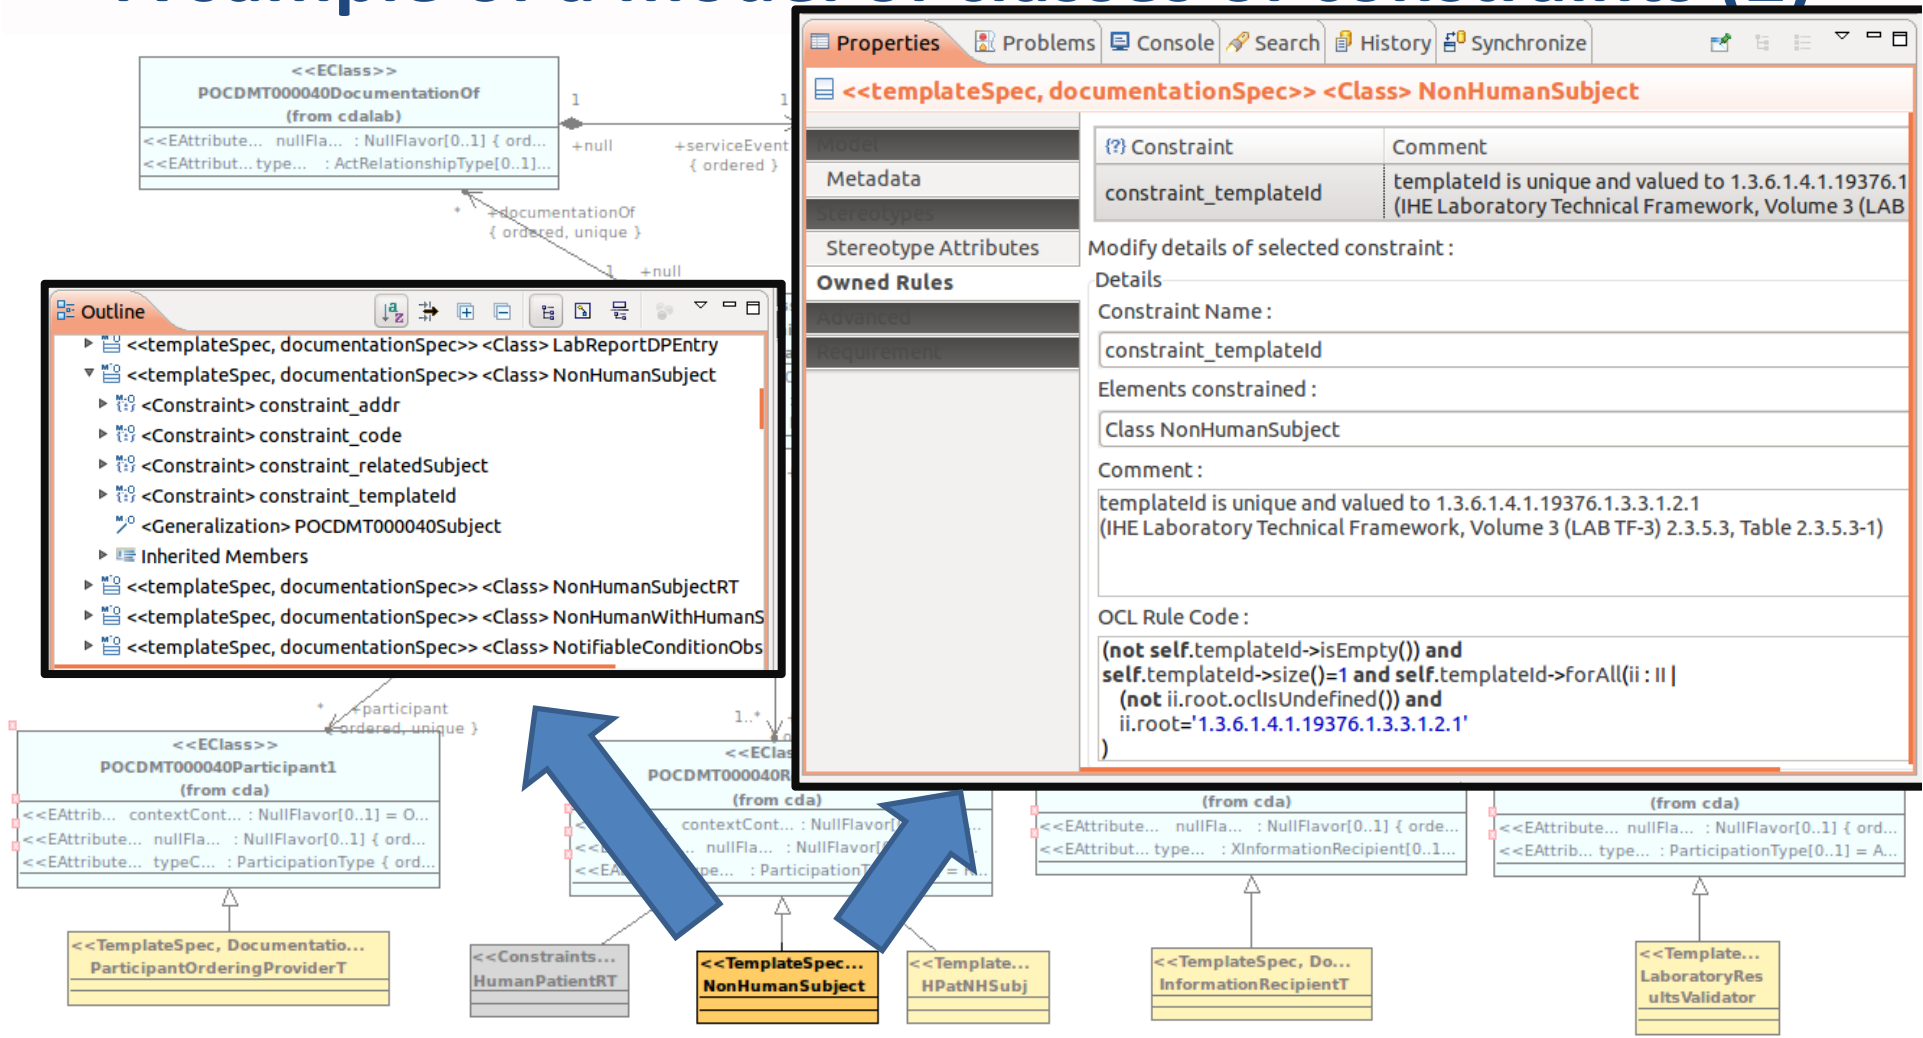 <<EClass>>
POCDMT000040DocumentationOf
(from cdalab)
<<EAttribute... nullFla... : NullFlavor[0..1] { ord...
<<EAttribut... type... : ActRelationshipType[0..1]...
1
1
+null
+serviceEvent
{ ordered }
*
+documentationOf
{ ordered, unique }
1
+null
Outline
<<templateSpec, documentationSpec>> <Class> LabReportDPEntry
<<templateSpec, documentationSpec>> <Class> NonHumanSubject
<Constraint> constraint_addr
<Constraint> constraint_code
<Constraint> constraint_relatedSubject
<Constraint> constraint_templateId
<Generalization> POCDMT000040Subject
Inherited Members
<<templateSpec, documentationSpec>> <Class> NonHumanSubjectRT
<<templateSpec, documentationSpec>> <Class> NonHumanWithHumanS
<<templateSpec, documentationSpec>> <Class> NotifiableConditionObs
Properties Problems Console Search History Synchronize
<<templateSpec, documentationSpec>> <Class> NonHumanSubject
Model
Metadata
Stereotypes
Stereotype Attributes
Owned Rules
Advanced
Requirement
{?} Constraint Comment
constraint_templateId
templateId is unique and valued to 1.3.6.1.4.1.19376.1
(IHE Laboratory Technical Framework, Volume 3 (LAB
Modify details of selected constraint :
Details
Constraint Name :
constraint_templateId
Elements constrained :
Class NonHumanSubject
Comment :
templateId is unique and valued to 1.3.6.1.4.1.19376.1.3.3.1.2.1
(IHE Laboratory Technical Framework, Volume 3 (LAB TF-3) 2.3.5.3, Table 2.3.5.3-1)
OCL Rule Code :
(not self.templateId->isEmpty()) and
self.templateId->size()=1 and self.templateId->forAll(ii : II |
(not ii.root.oclIsUndefined()) and
ii.root='1.3.6.1.4.1.19376.1.3.3.1.2.1'
)
*
+participant
ordered, unique }
1..*
<<EClass>>
POCDMT000040Participant1
(from cda)
<<EAttrib... contextCont... : NullFlavor[0..1] = O...
<<EAttribute... nullFla... : NullFlavor[0..1] { ord...
<<EAttribute... typeC... : ParticipationType { ord...
<<EClas
POCDMT000040R
(from cda)
contextCont... : NullFlavor[
... nullFla... : NullFlavor[
<<EA
pe... : ParticipationT
(from cda)
<<EAttribute... nullFla... : NullFlavor[0..1] { orde...
<<EAttribut... type... : XInformationRecipient[0..1...
(from cda)
<<EAttribute... nullFla... : NullFlavor[0..1] { ord...
<<EAttrib... type... : ParticipationType[0..1] = A...
<<TemplateSpec, Documentatio...
ParticipantOrderingProviderT
<<Constraints...
HumanPatientRT
<<TemplateSpec...
NonHumanSubject
<<Template...
HPatNHSubj
<<TemplateSpec, Do...
InformationRecipientT
<<Template...
LaboratoryRes
ultsValidator